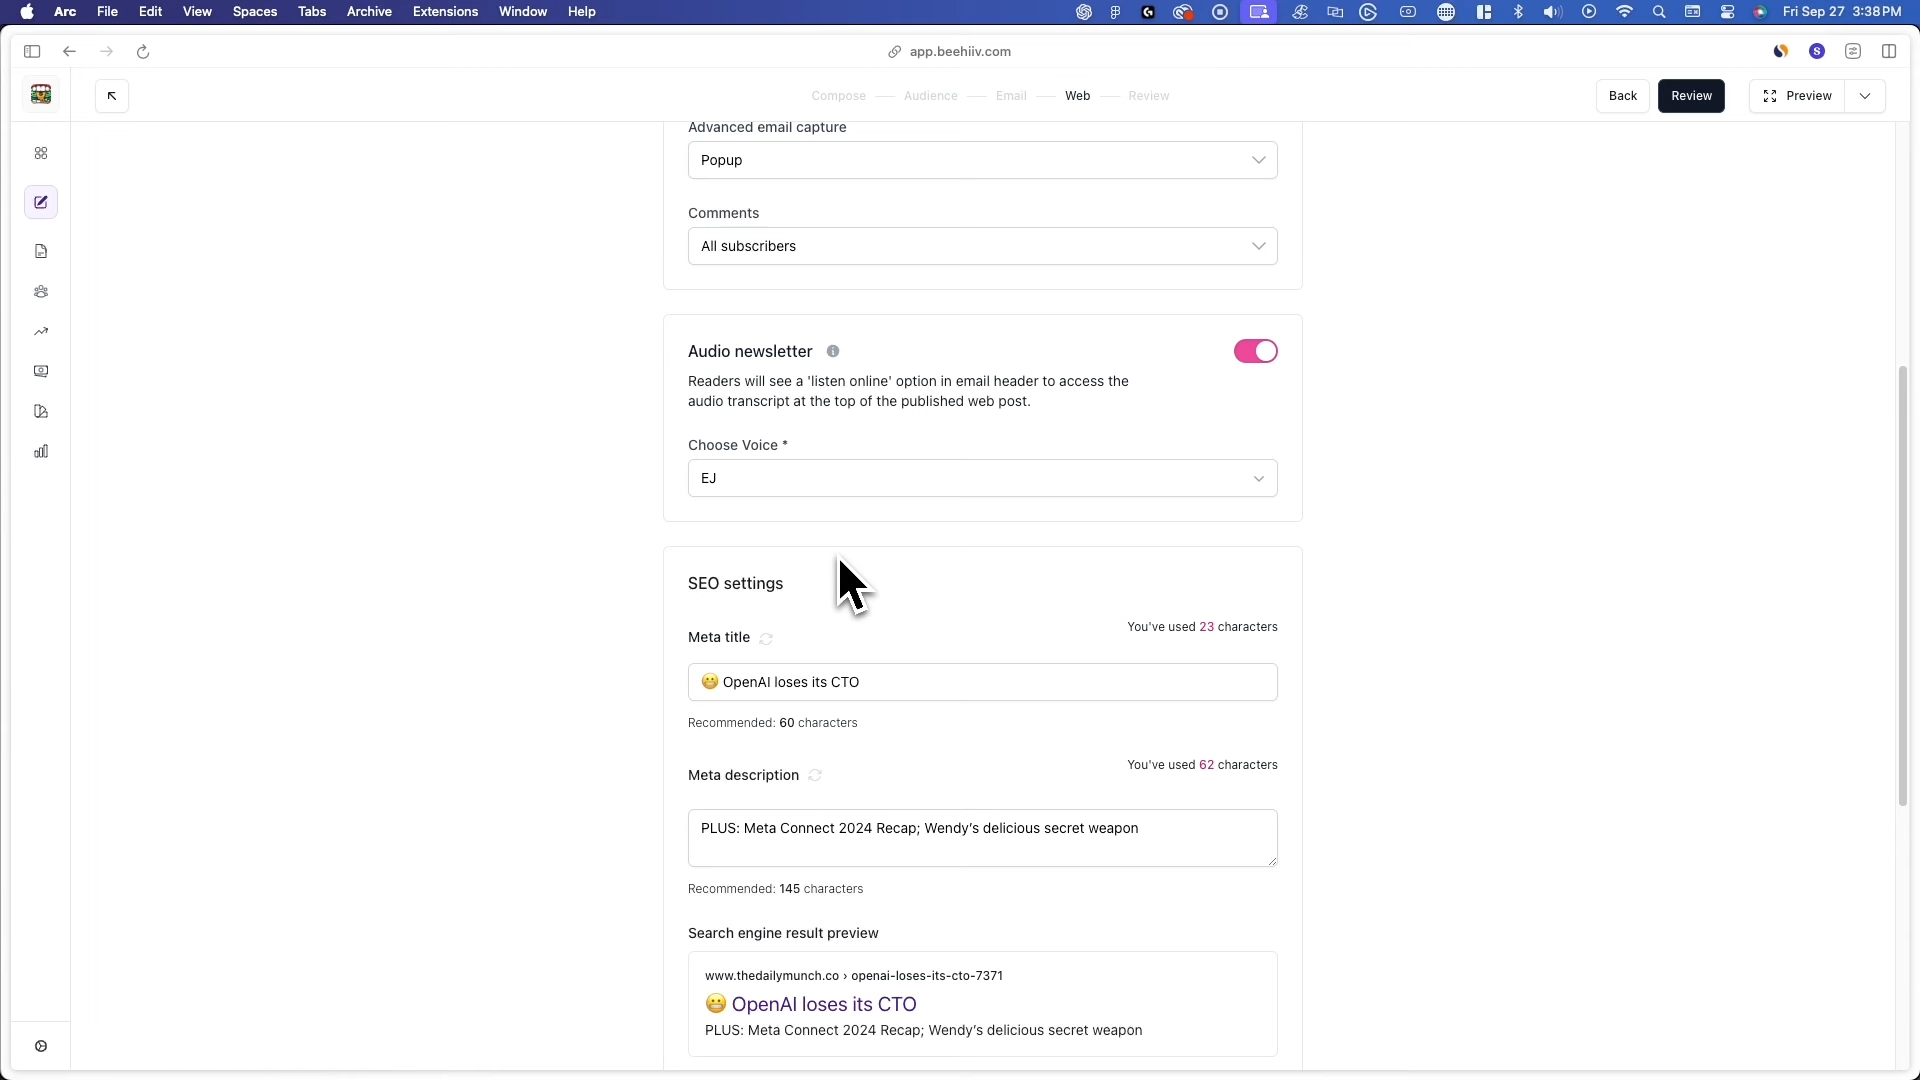 Arc File Edit View Spaces Tabs Archive Extensions Window Help Fri Sep 27 3:38 PM
app.beehiiv.com
S
Compose Audience Email Web Review
Back Review Preview
Advanced email capture
Popup
Comments
All subscribers
Audio newsletter
Readers will see a 'listen online' option in email header to access the
audio transcript at the top of the published web post.
Choose Voice *
EJ
SEO settings
You've used 23 characters
Meta title
😬 OpenAI loses its CTO
Recommended: 60 characters
You've used 62 characters
Meta description
PLUS: Meta Connect 2024 Recap; Wendy's delicious secret weapon
Recommended: 145 characters
Search engine result preview
www.thedailymunch.co › openai-loses-its-cto-7371
😬 OpenAI loses its CTO
PLUS: Meta Connect 2024 Recap; Wendy's delicious secret weapon